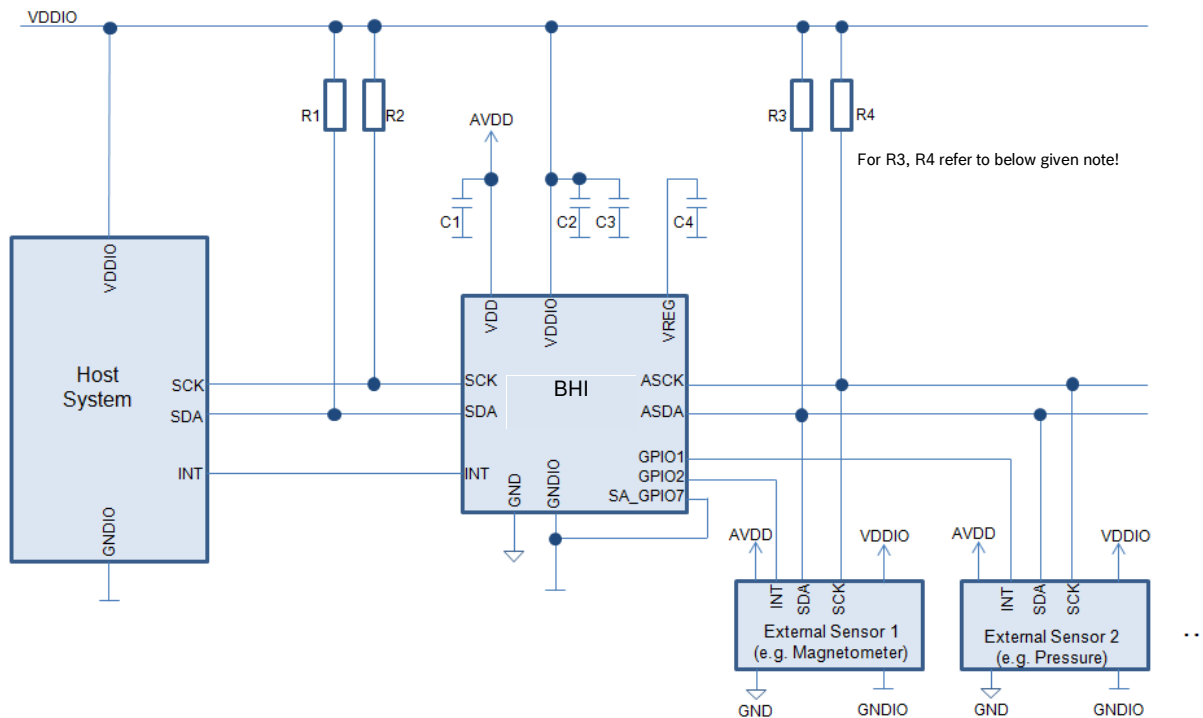 VDDIO
R1
R2
R3
R4
AVDD
For R3, R4 refer to below given note!
C1
C2
C3
C4
VDDIO
VDD
VDDIO
VREG
Host
System
SCK
SDA
INT
GNDIO
SCK
SDA
INT
BHI
ASCK
ASDA
GPIO1
GPIO2
SA_GPIO7
GND
GNDIO
AVDD
VDDIO
AVDD
VDDIO
INT
SDA
SCK
INT
SDA
SCK
External Sensor 1
(e.g. Magnetometer)
External Sensor 2
(e.g. Pressure)
..
GND
GNDIO
GND
GNDIO